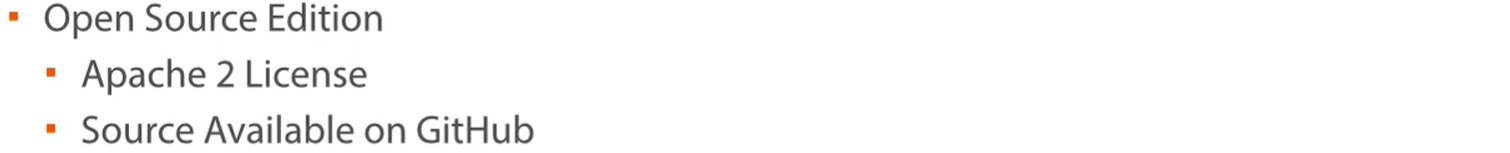 Open Source Edition
Apache 2 License
Source Available on GitHub